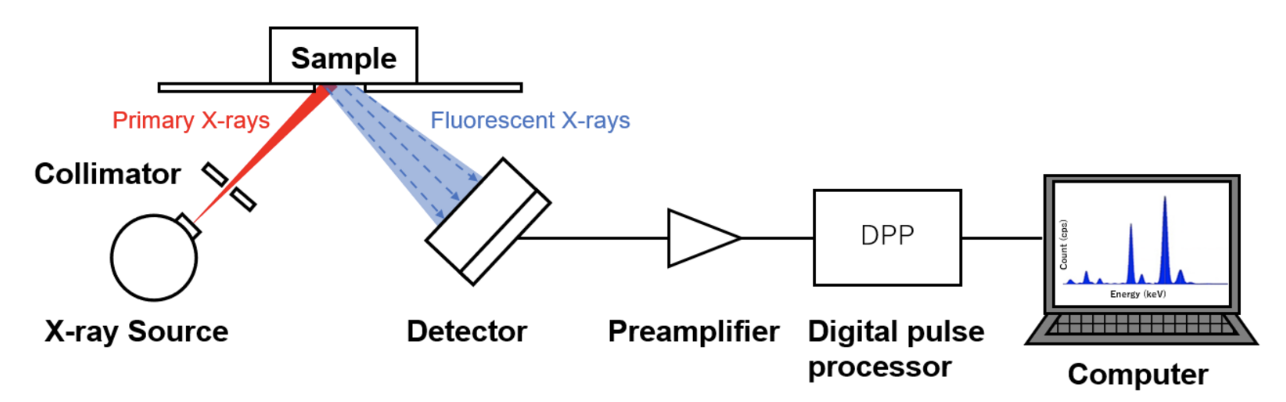 Sample
Primary X-rays
Fluorescent X-rays
Collimator
X-ray Source
Detector
Preamplifier
DPP
Digital pulse
processor
Count (cps)
Energy (keV)
Computer